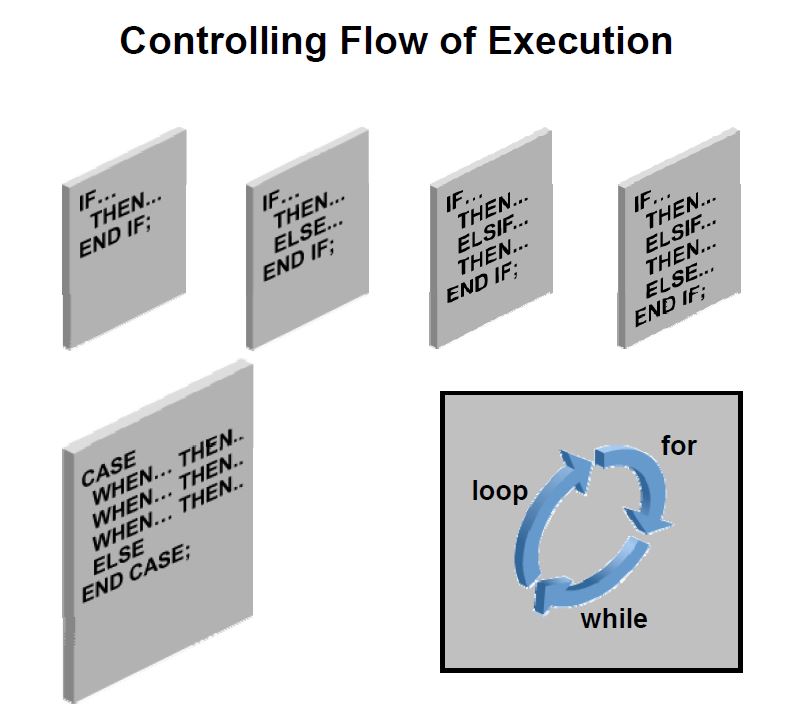 Controlling Flow of Execution
IF...
THEN...
END IF;
IF...
THEN...
ELSE...
END IF;
IF...
THEN...
ELSIF...
THEN...
END IF;
IF...
THEN...
ELSIF...
THEN...
ELSE...
END IF;
CASE
WHEN... THEN..
WHEN... THEN..
WHEN... THEN..
ELSE
END CASE;
for
loop
while